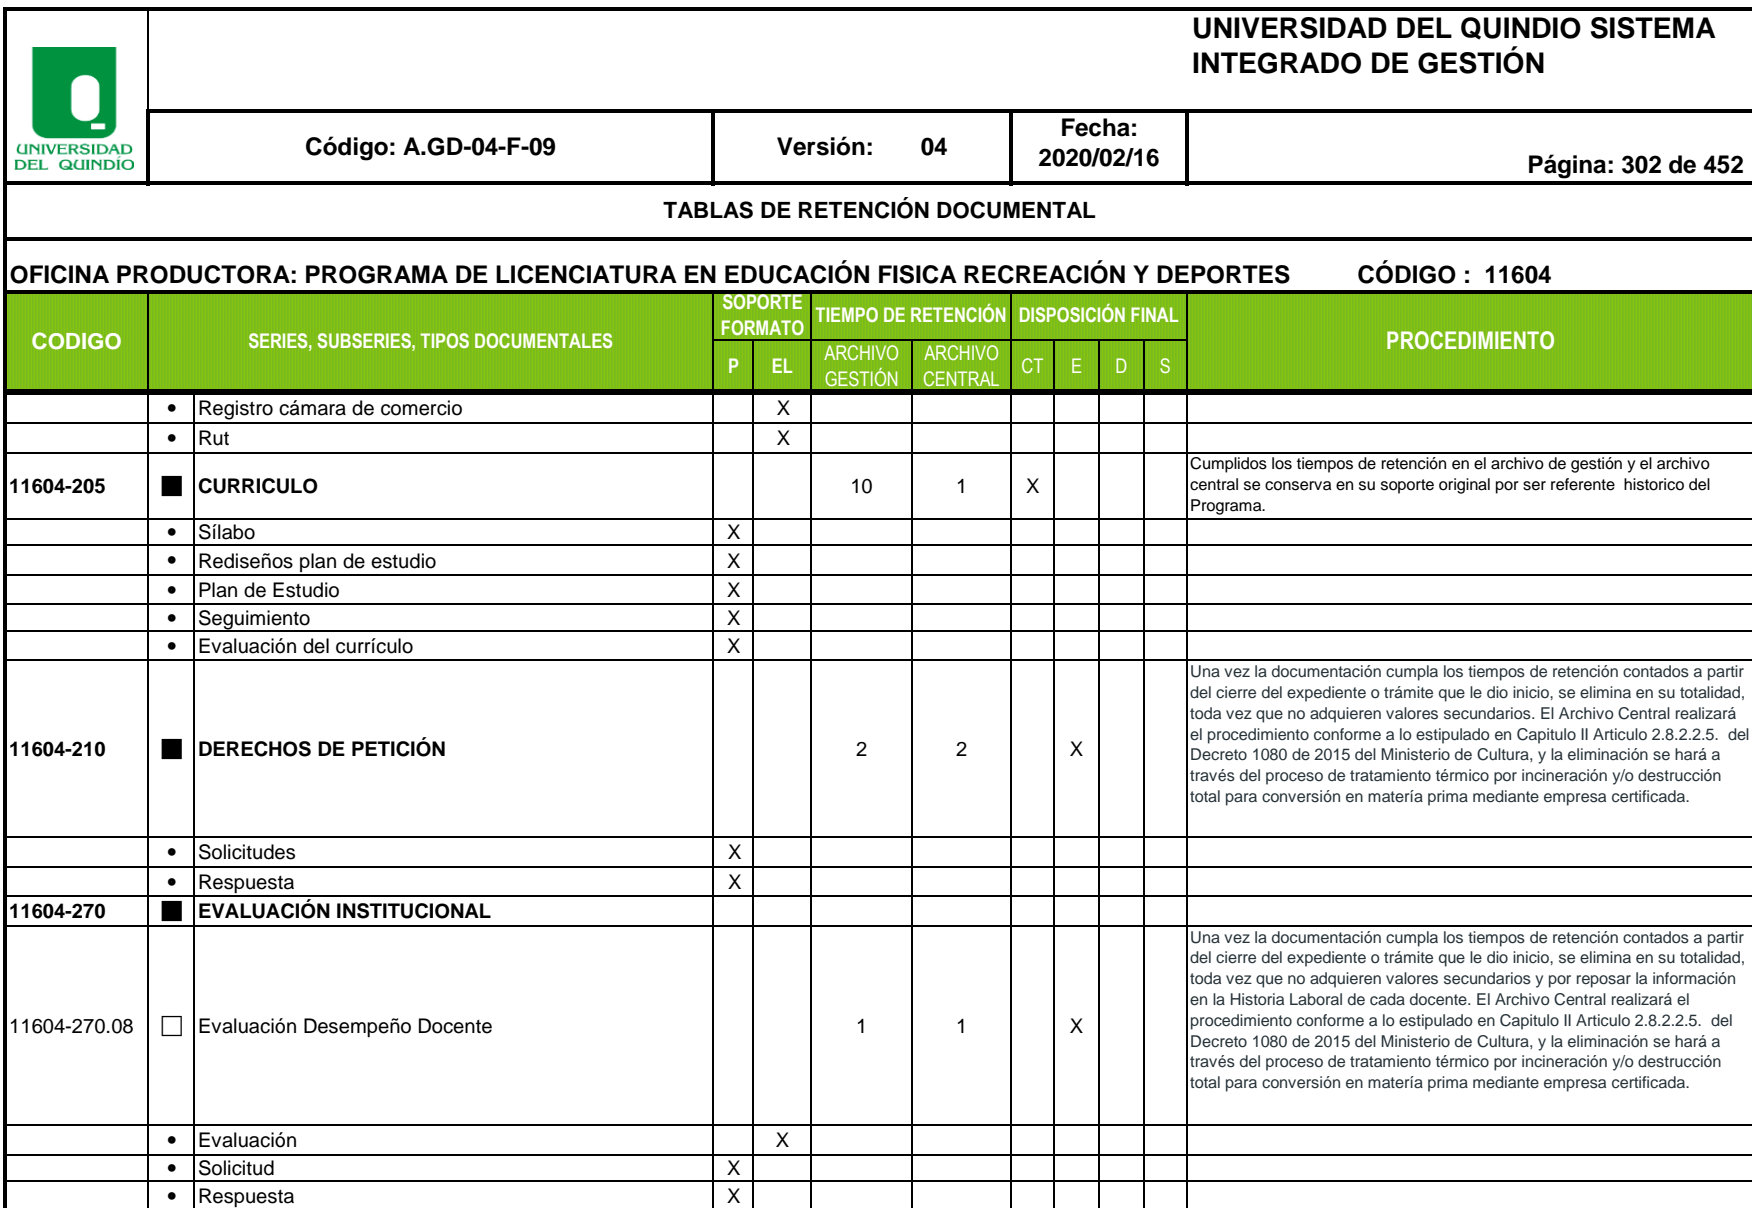 UNIVERSIDAD DEL QUINDIO SISTEMA
INTEGRADO DE GESTIÓN
UNIVERSIDAD
DEL QUINDÍO
Código: A.GD-04-F-09
Versión: 04
Fecha:
2020/02/16
Página: 302 de 452
TABLAS DE RETENCIÓN DOCUMENTAL
OFICINA PRODUCTORA: PROGRAMA DE LICENCIATURA EN EDUCACIÓN FISICA RECREACIÓN Y DEPORTES CÓDIGO : 11604
CODIGO
SERIES, SUBSERIES, TIPOS DOCUMENTALES
SOPORTE
FORMATO
TIEMPO DE RETENCIÓN
DISPOSICIÓN FINAL
PROCEDIMIENTO
P
EL
ARCHIVO
GESTIÓN
ARCHIVO
CENTRAL
CT
E
D
S
• Registro cámara de comercio X
• Rut X
11604-205 ■ CURRICULO 10 1 X
Cumplidos los tiempos de retención en el archivo de gestión y el archivo
central se conserva en su soporte original por ser referente historico del
Programa.
• Sílabo X
• Rediseños plan de estudio X
• Plan de Estudio X
• Seguimiento X
• Evaluación del currículo X
11604-210 ■ DERECHOS DE PETICIÓN 2 2 X
Una vez la documentación cumpla los tiempos de retención contados a partir
del cierre del expediente o trámite que le dio inicio, se elimina en su totalidad,
toda vez que no adquieren valores secundarios. El Archivo Central realizará
el procedimiento conforme a lo estipulado en Capitulo II Articulo 2.8.2.2.5. del
Decreto 1080 de 2015 del Ministerio de Cultura, y la eliminación se hará a
través del proceso de tratamiento térmico por incineración y/o destrucción
total para conversión en matería prima mediante empresa certificada.
• Solicitudes X
• Respuesta X
11604-270 ■ EVALUACIÓN INSTITUCIONAL
11604-270.08 □ Evaluación Desempeño Docente 1 1 X
Una vez la documentación cumpla los tiempos de retención contados a partir
del cierre del expediente o trámite que le dio inicio, se elimina en su totalidad,
toda vez que no adquieren valores secundarios y por reposar la información
en la Historia Laboral de cada docente. El Archivo Central realizará el
procedimiento conforme a lo estipulado en Capitulo II Articulo 2.8.2.2.5. del
Decreto 1080 de 2015 del Ministerio de Cultura, y la eliminación se hará a
través del proceso de tratamiento térmico por incineración y/o destrucción
total para conversión en matería prima mediante empresa certificada.
• Evaluación X
• Solicitud X
• Respuesta X